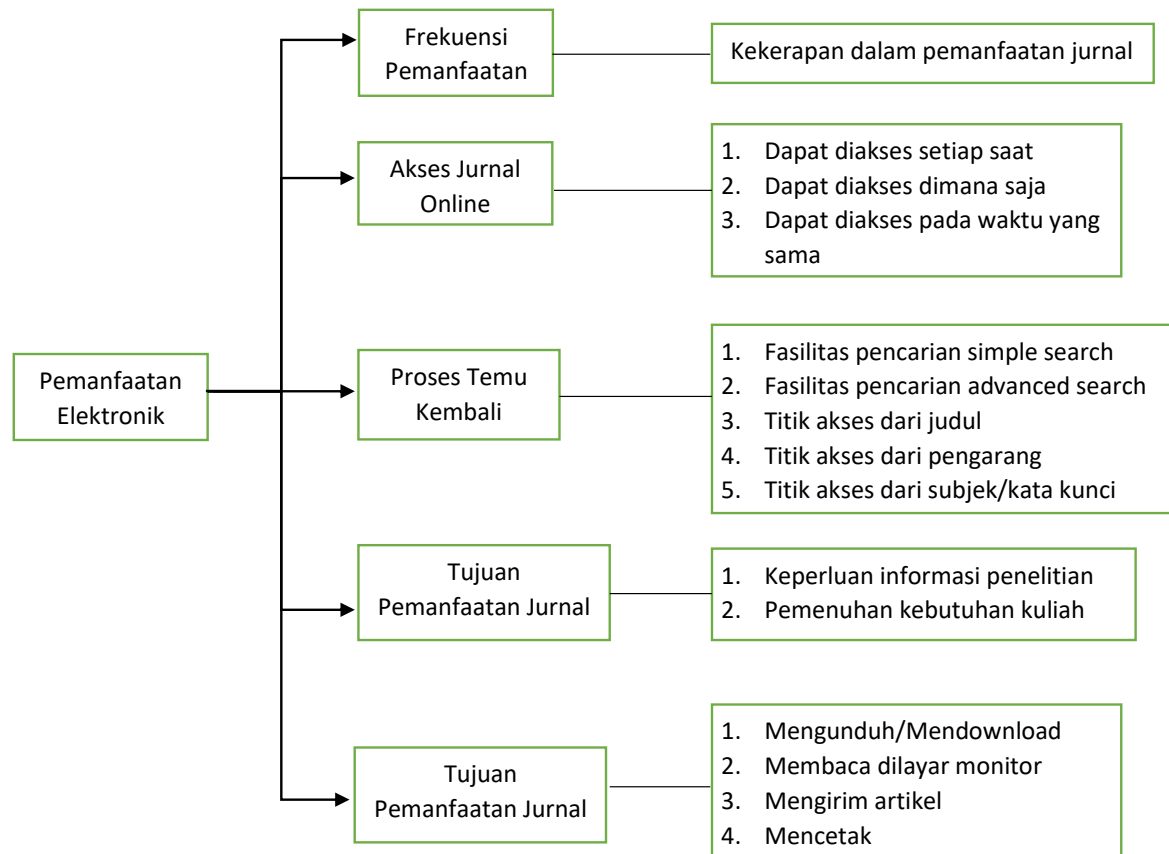 Frekuensi
Pemanfaatan
Kekerapan dalam pemanfaatan jurnal
Akses Jurnal
Online
1. Dapat diakses setiap saat
2. Dapat diakses dimana saja
3. Dapat diakses pada waktu yang
sama
Pemanfaatan
Elektronik
Proses Temu
Kembali
1. Fasilitas pencarian simple search
2. Fasilitas pencarian advanced search
3. Titik akses dari judul
4. Titik akses dari pengarang
5. Titik akses dari subjek/kata kunci
Tujuan
Pemanfaatan Jurnal
1. Keperluan informasi penelitian
2. Pemenuhan kebutuhan kuliah
Tujuan
Pemanfaatan Jurnal
1. Mengunduh/Mendownload
2. Membaca dilayar monitor
3. Mengirim artikel
4. Mencetak